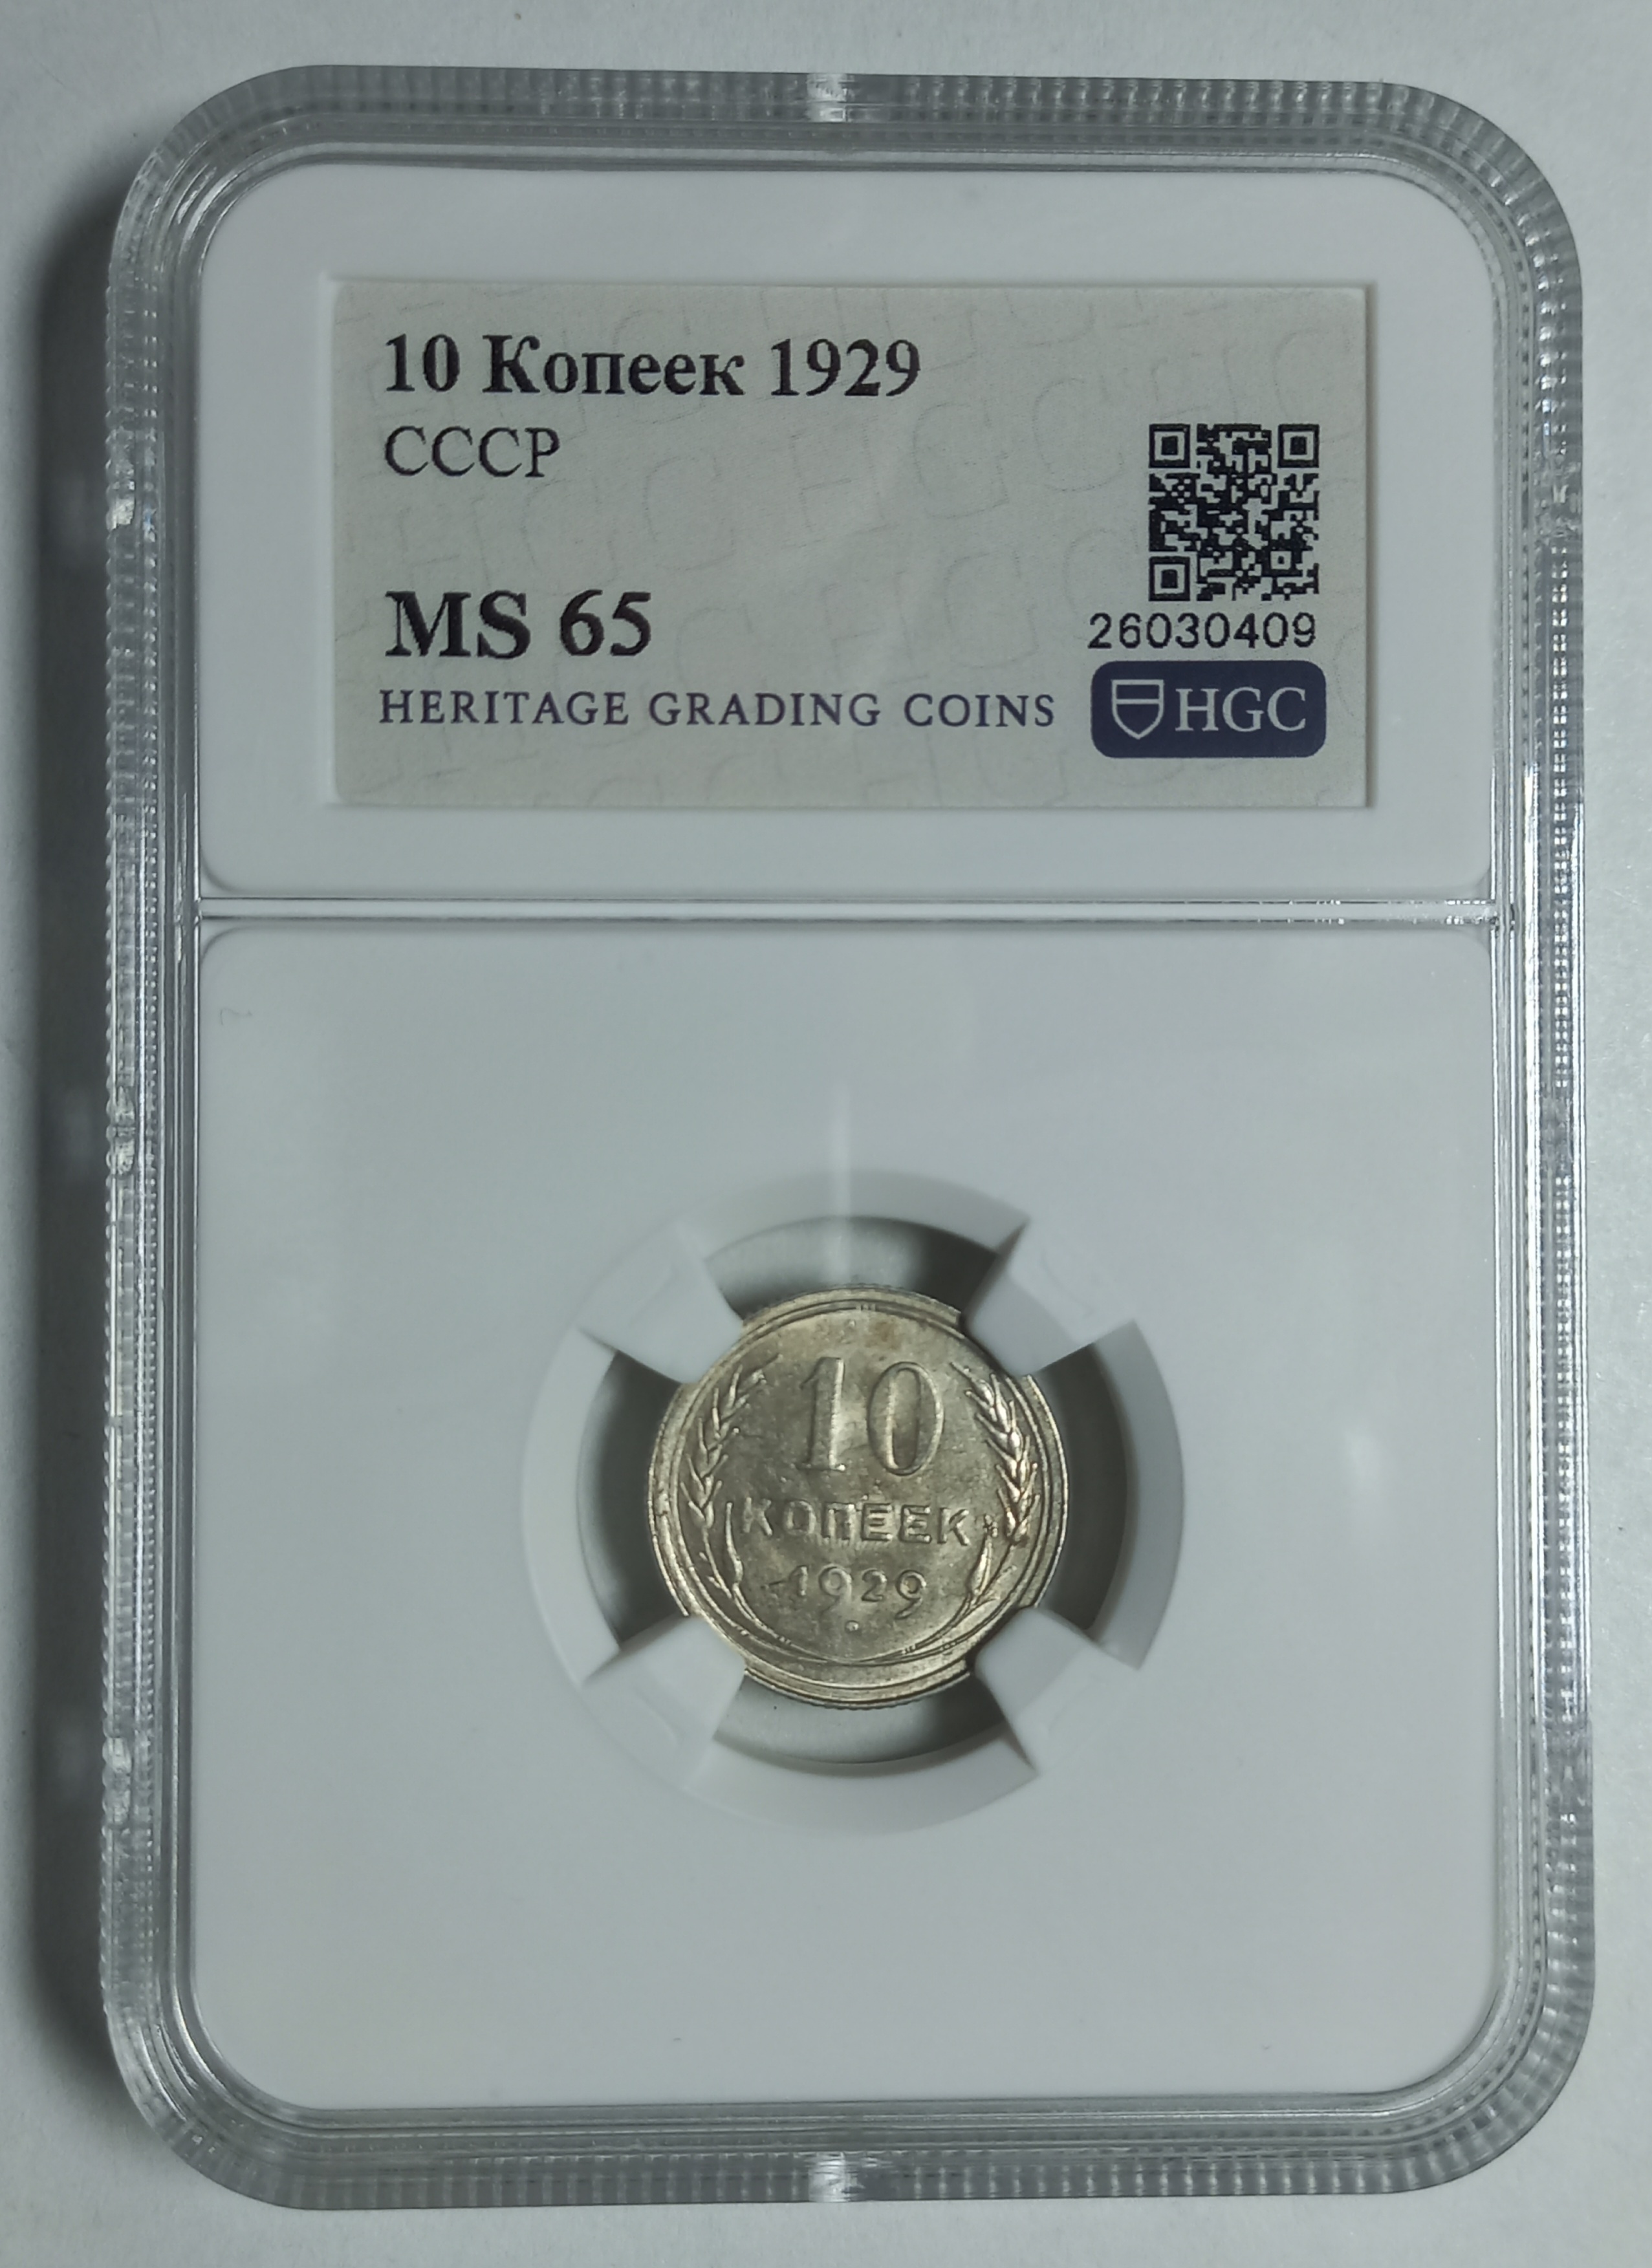 10 Копеек 1929
СССР
MS 65
26030409
HERITAGE GRADING COINS
HGC
10
КОПЕЕК
1929